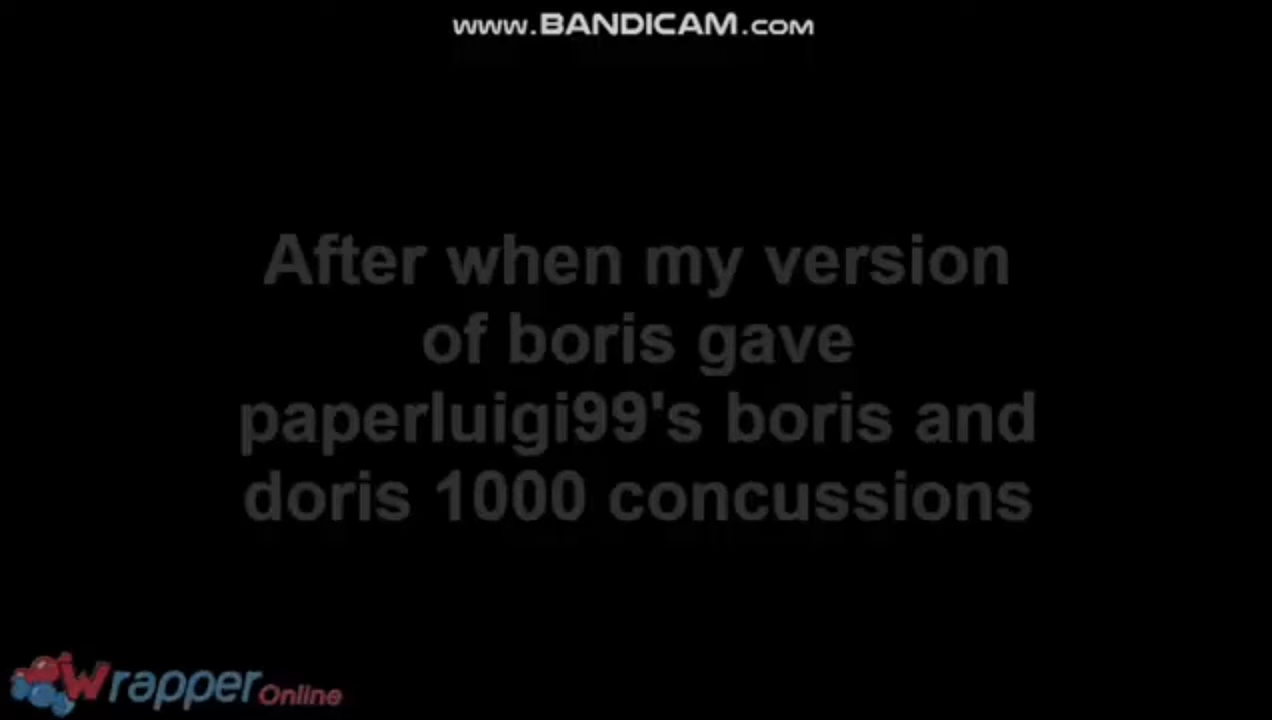 www.BANDICAM.com
After when my version
of boris gave
paperluigi99's boris and
doris 1000 concussions
Wrapper Online